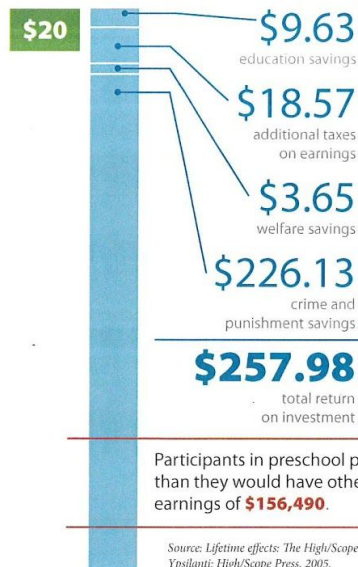 $20
$9.63
education savings
$18.57
additional taxes
on earnings
$3.65
welfare savings
$226.13
crime and
punishment savings
$257.98
total return
on investment
Participants in preschool p
than they would have othe
earnings of $156,490.
Source: Lifetime effects: The High/Scope
Ypsilanti: High/Scope Press, 2005.